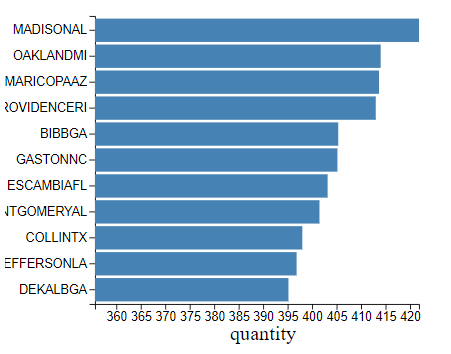 MADISONAL
OAKLANDMI
MARICOPAAZ
ROVIDENCERI
BIBBGA
GASTONNC
ESCAMBIAFL
NTGOMERYAL
COLLINTX
EFFERSONLA
DEKALBGA
360 365 370 375 380 385 390 395 400 405 410 415 420
quantity